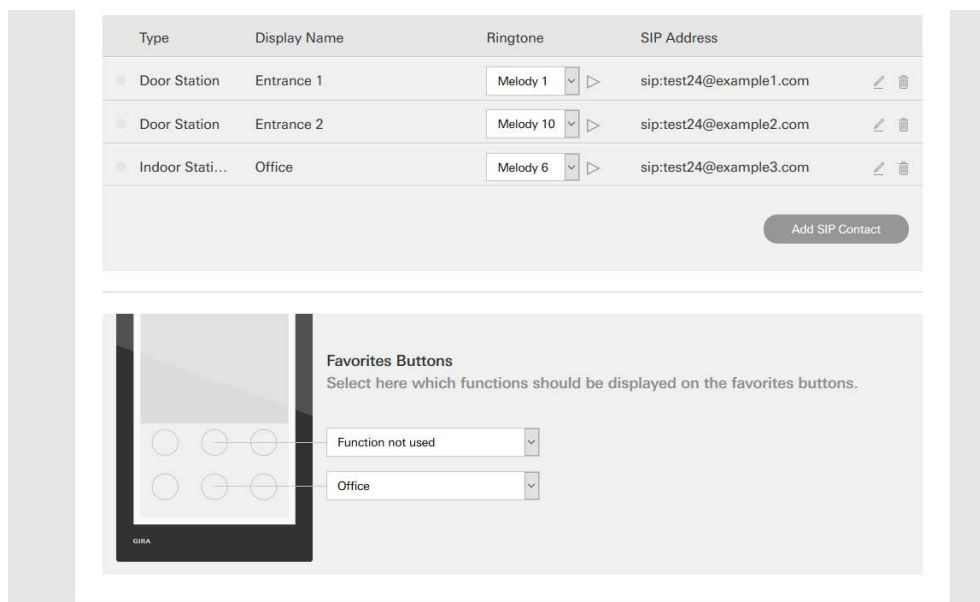 Type Display Name Ringtone SIP Address
Door Station Entrance 1 Melody 1 sip:test24@example1.com
Door Station Entrance 2 Melody 10 sip:test24@example2.com
Indoor Stati... Office Melody 6 sip:test24@example3.com
Add SIP Contact
Favorites Buttons
Select here which functions should be displayed on the favorites buttons.
Function not used
Office
GIRA